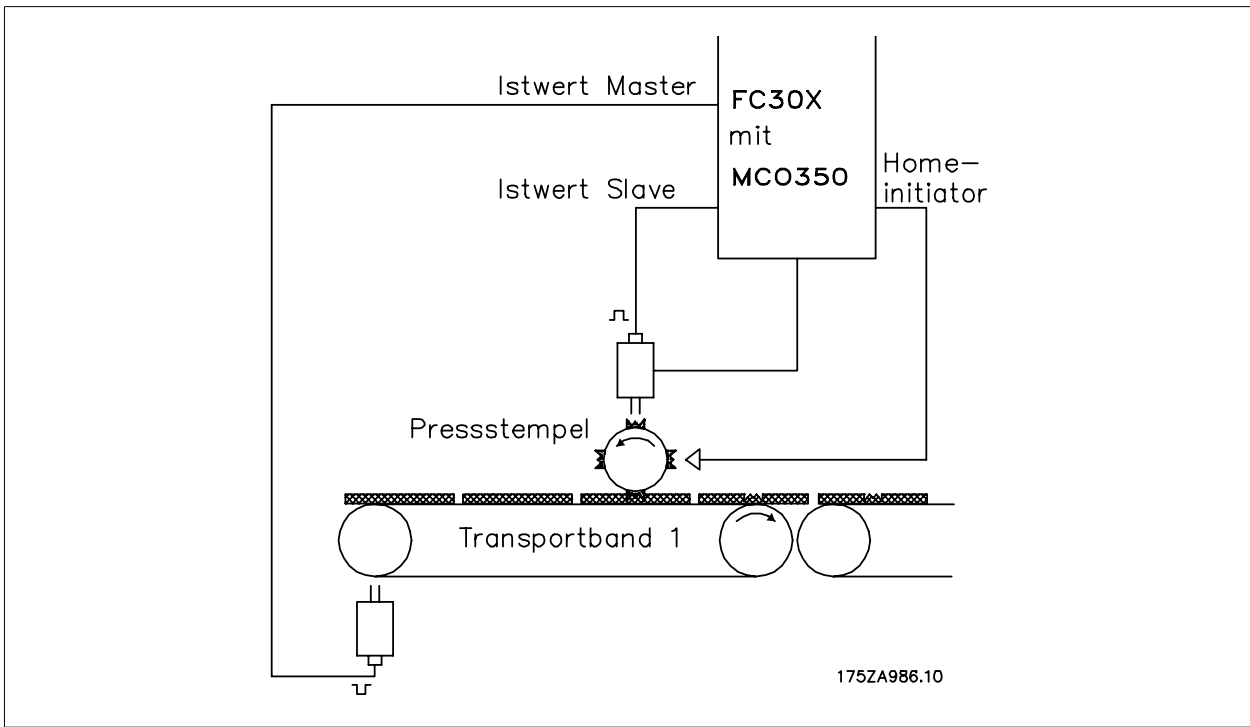 Istwert Master
FC30X
mit
MCO350
Istwert Slave
Home-
initiator
Pressstempel
Transportband 1
175ZA986.10